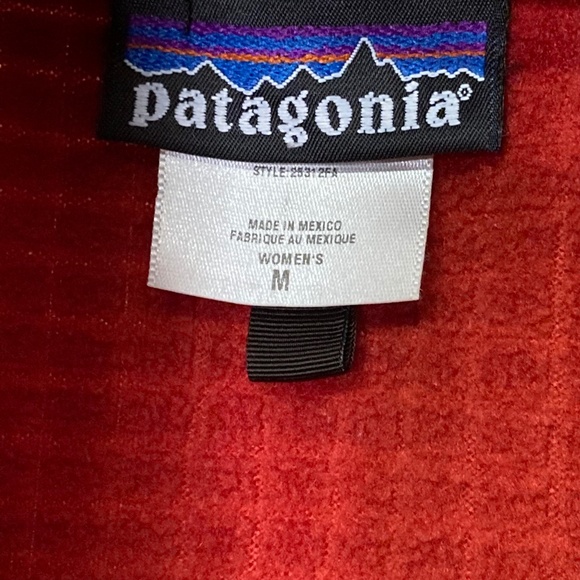 patagonia®
STYLE:25312FA
MADE IN MEXICO
FABRIQUE AU MEXIQUE
WOMEN'S
M